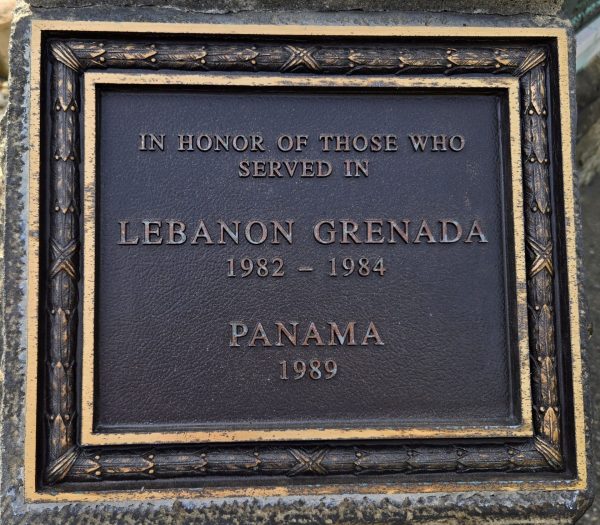 IN HONOR OF THOSE WHO
SERVED IN
LEBANON GRENADA
1982 – 1984
PANAMA
1989